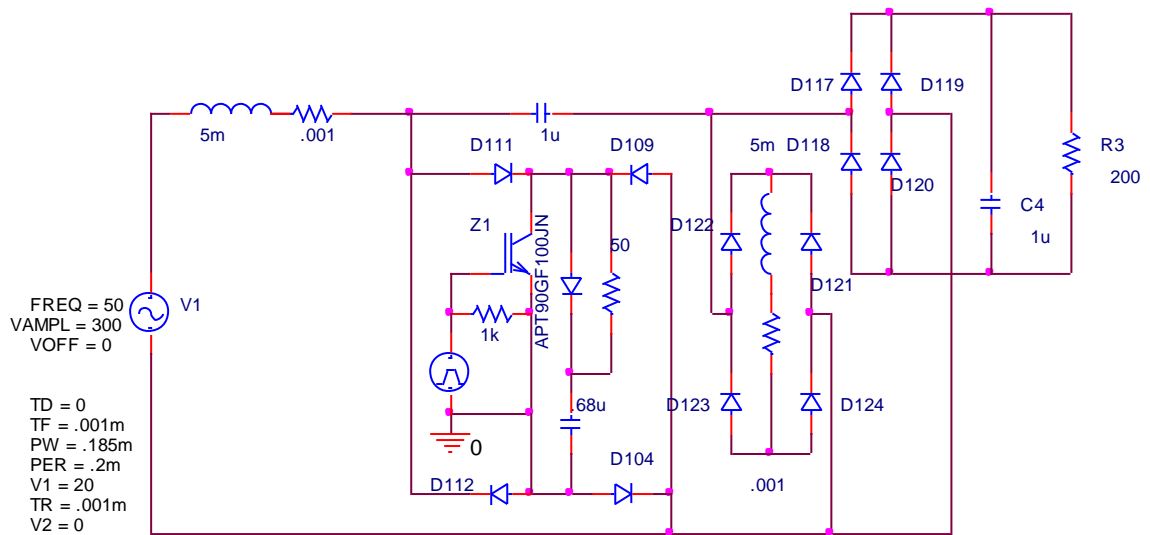 D117
D119
5m
.001
1u
D111
D109
5m
D118
R3
200
D120
C4
1u
Z1
D122
50
APT90GF100JN
D121
FREQ = 50
VAMPL = 300
VOFF = 0
V1
1k
TD = 0
TF = .001m
PW = .185m
PER = .2m
V1 = 20
TR = .001m
V2 = 0
68u
D123
D124
0
D112
D104
.001